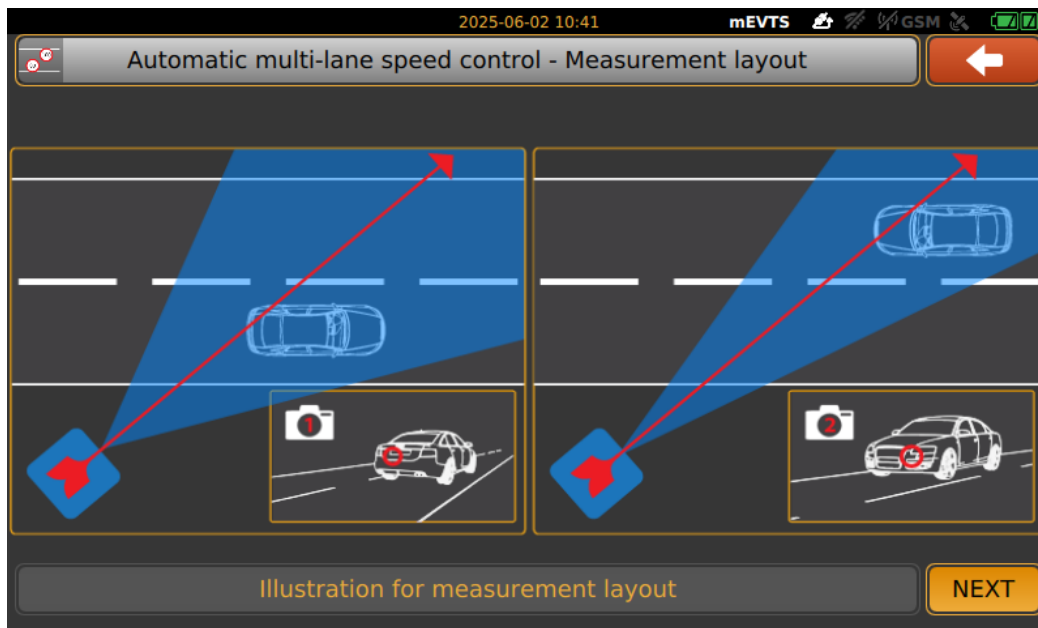 2025-06-02 10:41 mEVTS GSM
Automatic multi-lane speed control - Measurement layout
1
2
Illustration for measurement layout
NEXT